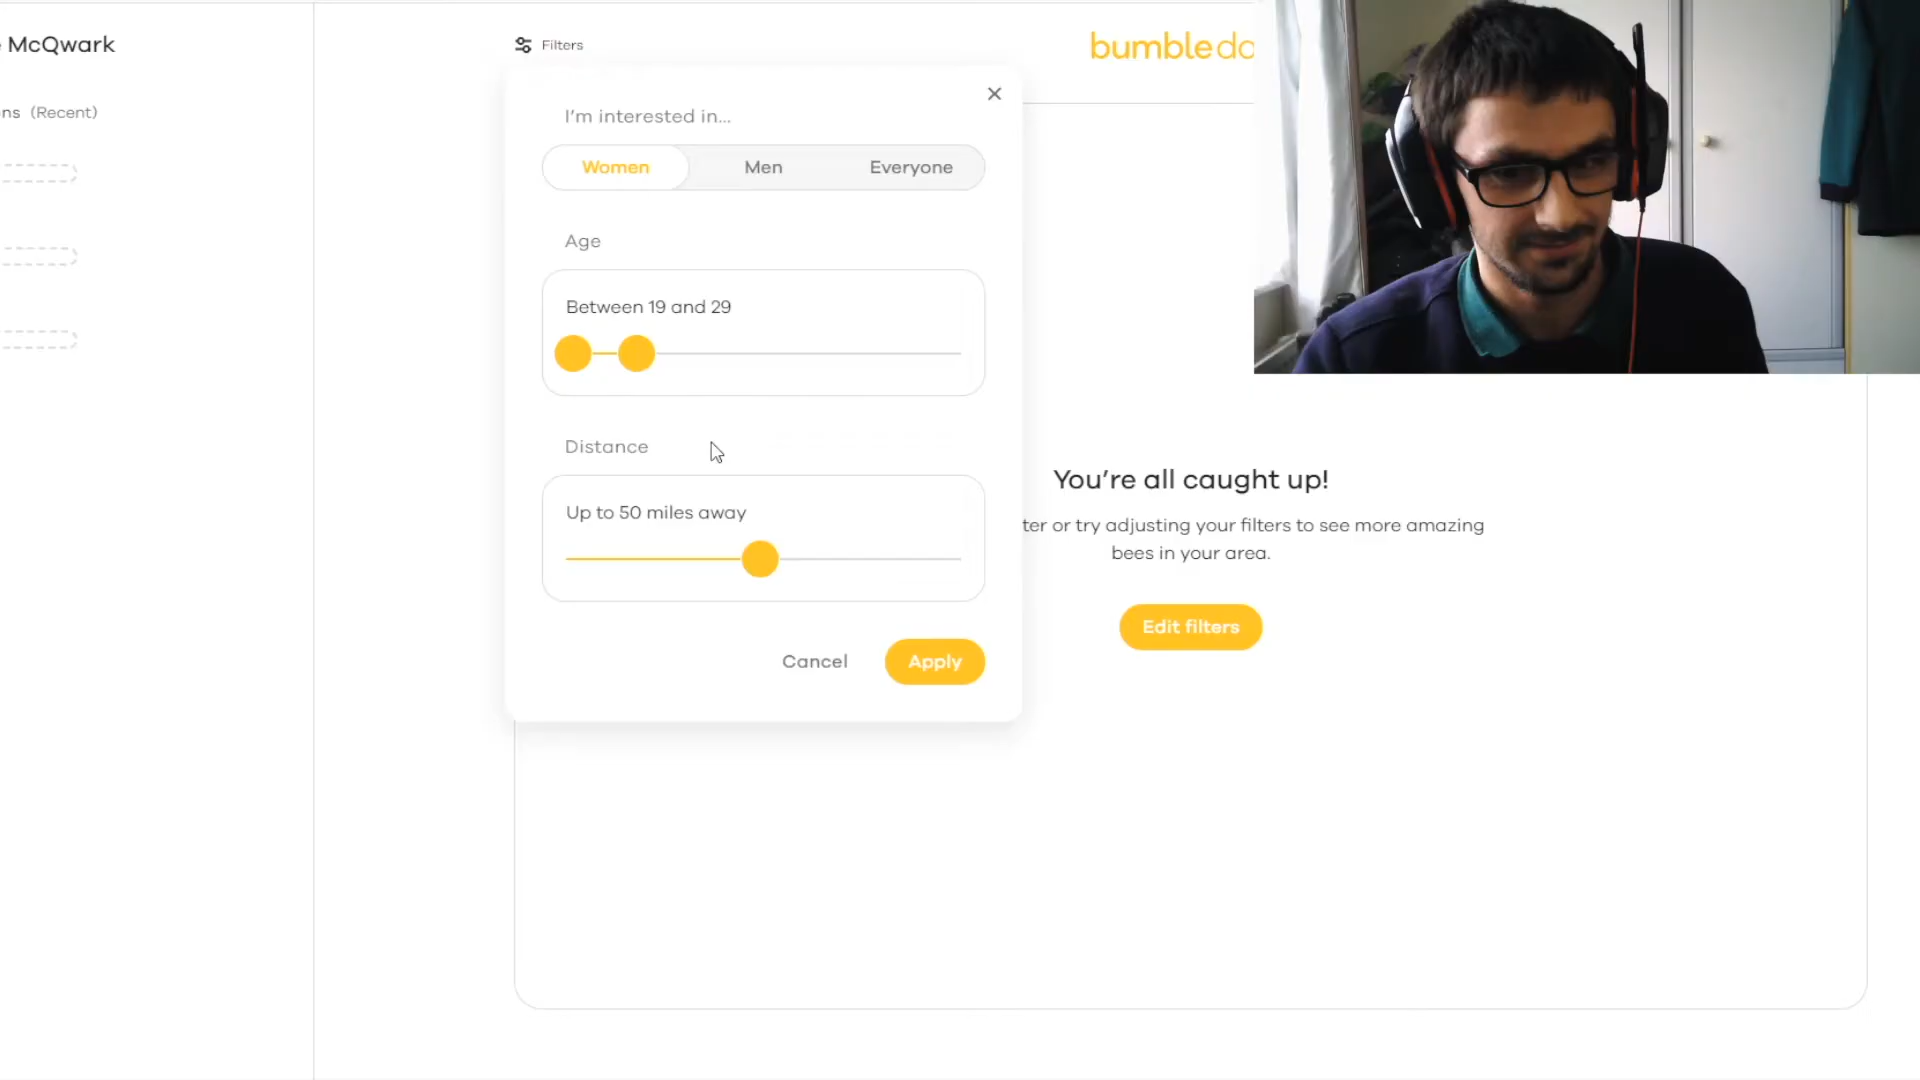 McQwark
ns (Recent)
Filters
bumble da
I'm interested in...
Women Men Everyone
Age
Between 19 and 29
Distance
Up to 50 miles away
Cancel Apply
You're all caught up!
ter or try adjusting your filters to see more amazing
bees in your area.
Edit filters